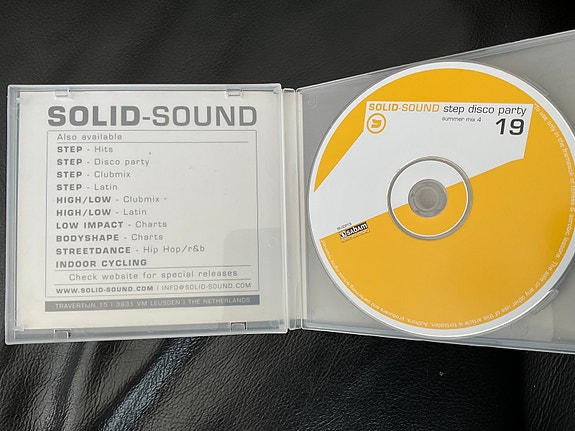 SOLID-SOUND
Also available
STEP - Hits
STEP - Disco party
STEP - Clubmix
STEP - Latin
HIGH/LOW - Clubmix -
HIGH/LOW - Latin
LOW IMPACT - Charts
BODYSHAPE - Charts
STREETDANCE - Hip Hop/r&b
INDOOR CYCLING
Check website for special releases
WWW.SOLID-SOUND.COM | INFO@SOLID-SOUND.COM
TRAVERTIJN 15 | 3831 VM LEUSDEN | THE NETHERLANDS
SOLID-SOUND step disco party
summer mix 4
19
sabam